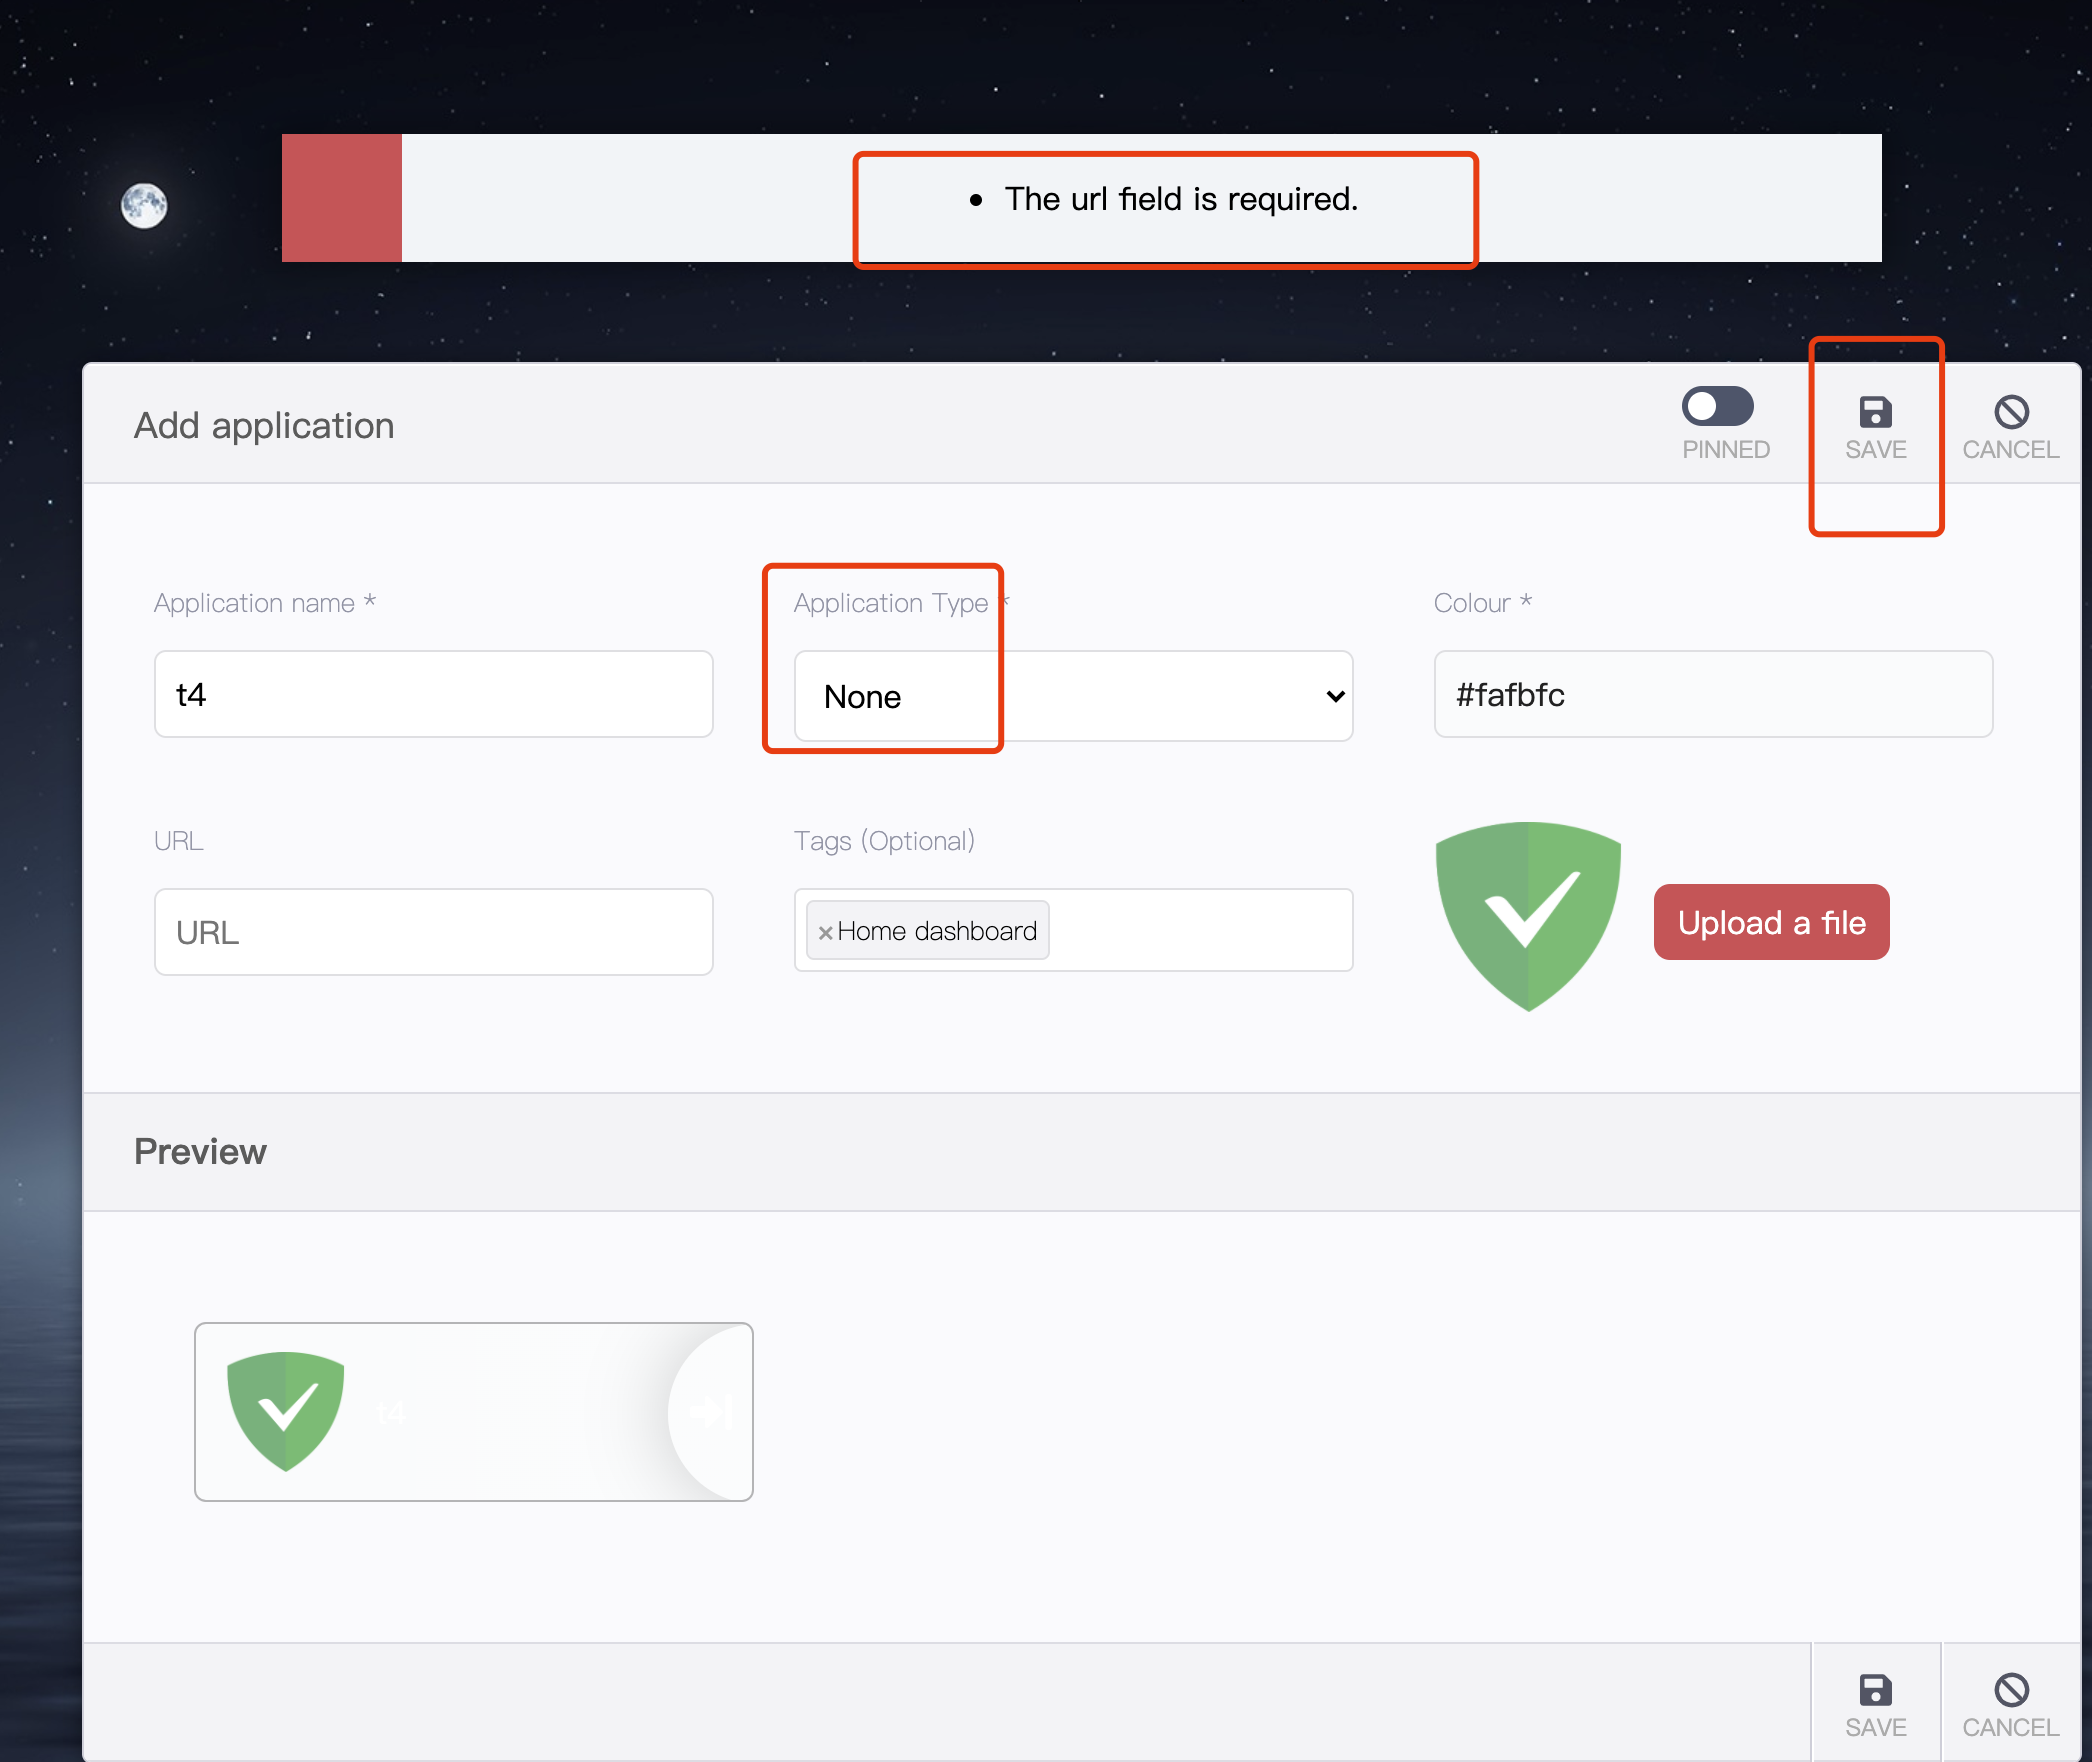 • The url field is required.
Add application
PINNED
SAVE
CANCEL
Application name *
Application Type *
Colour *
t4
None
#fafbfc
URL
Tags (Optional)
URL
×Home dashboard
Upload a file
Preview
t4
SAVE
CANCEL